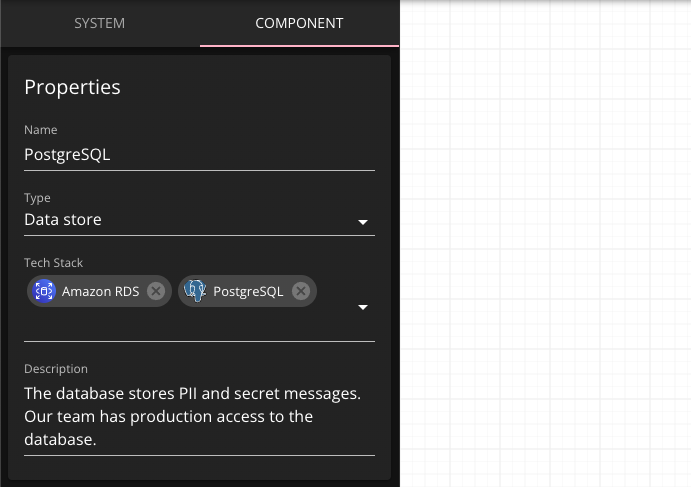 SYSTEM COMPONENT
Properties
Name
PostgreSQL
Type
Data store
Tech Stack
Amazon RDS PostgreSQL
Description
The database stores PII and secret messages.
Our team has production access to the
database.